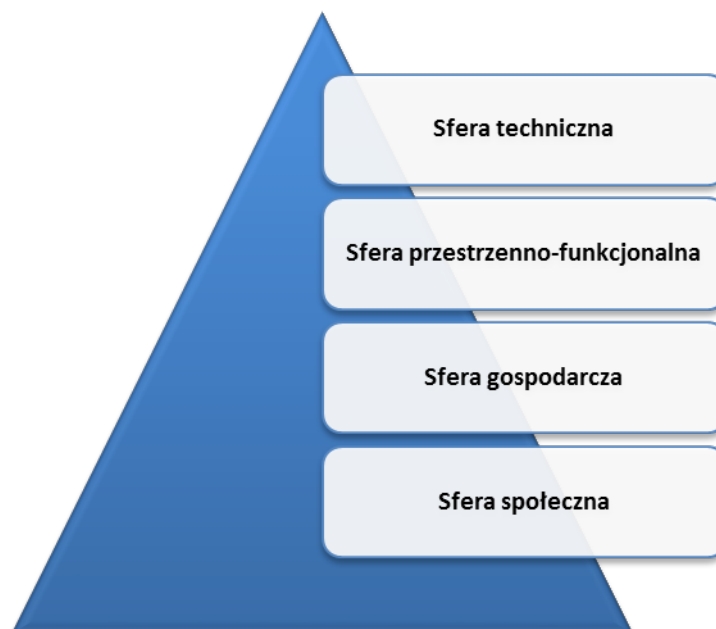 Sfera techniczna
Sfera przestrzenno-funkcjonalna
Sfera gospodarcza
Sfera społeczna